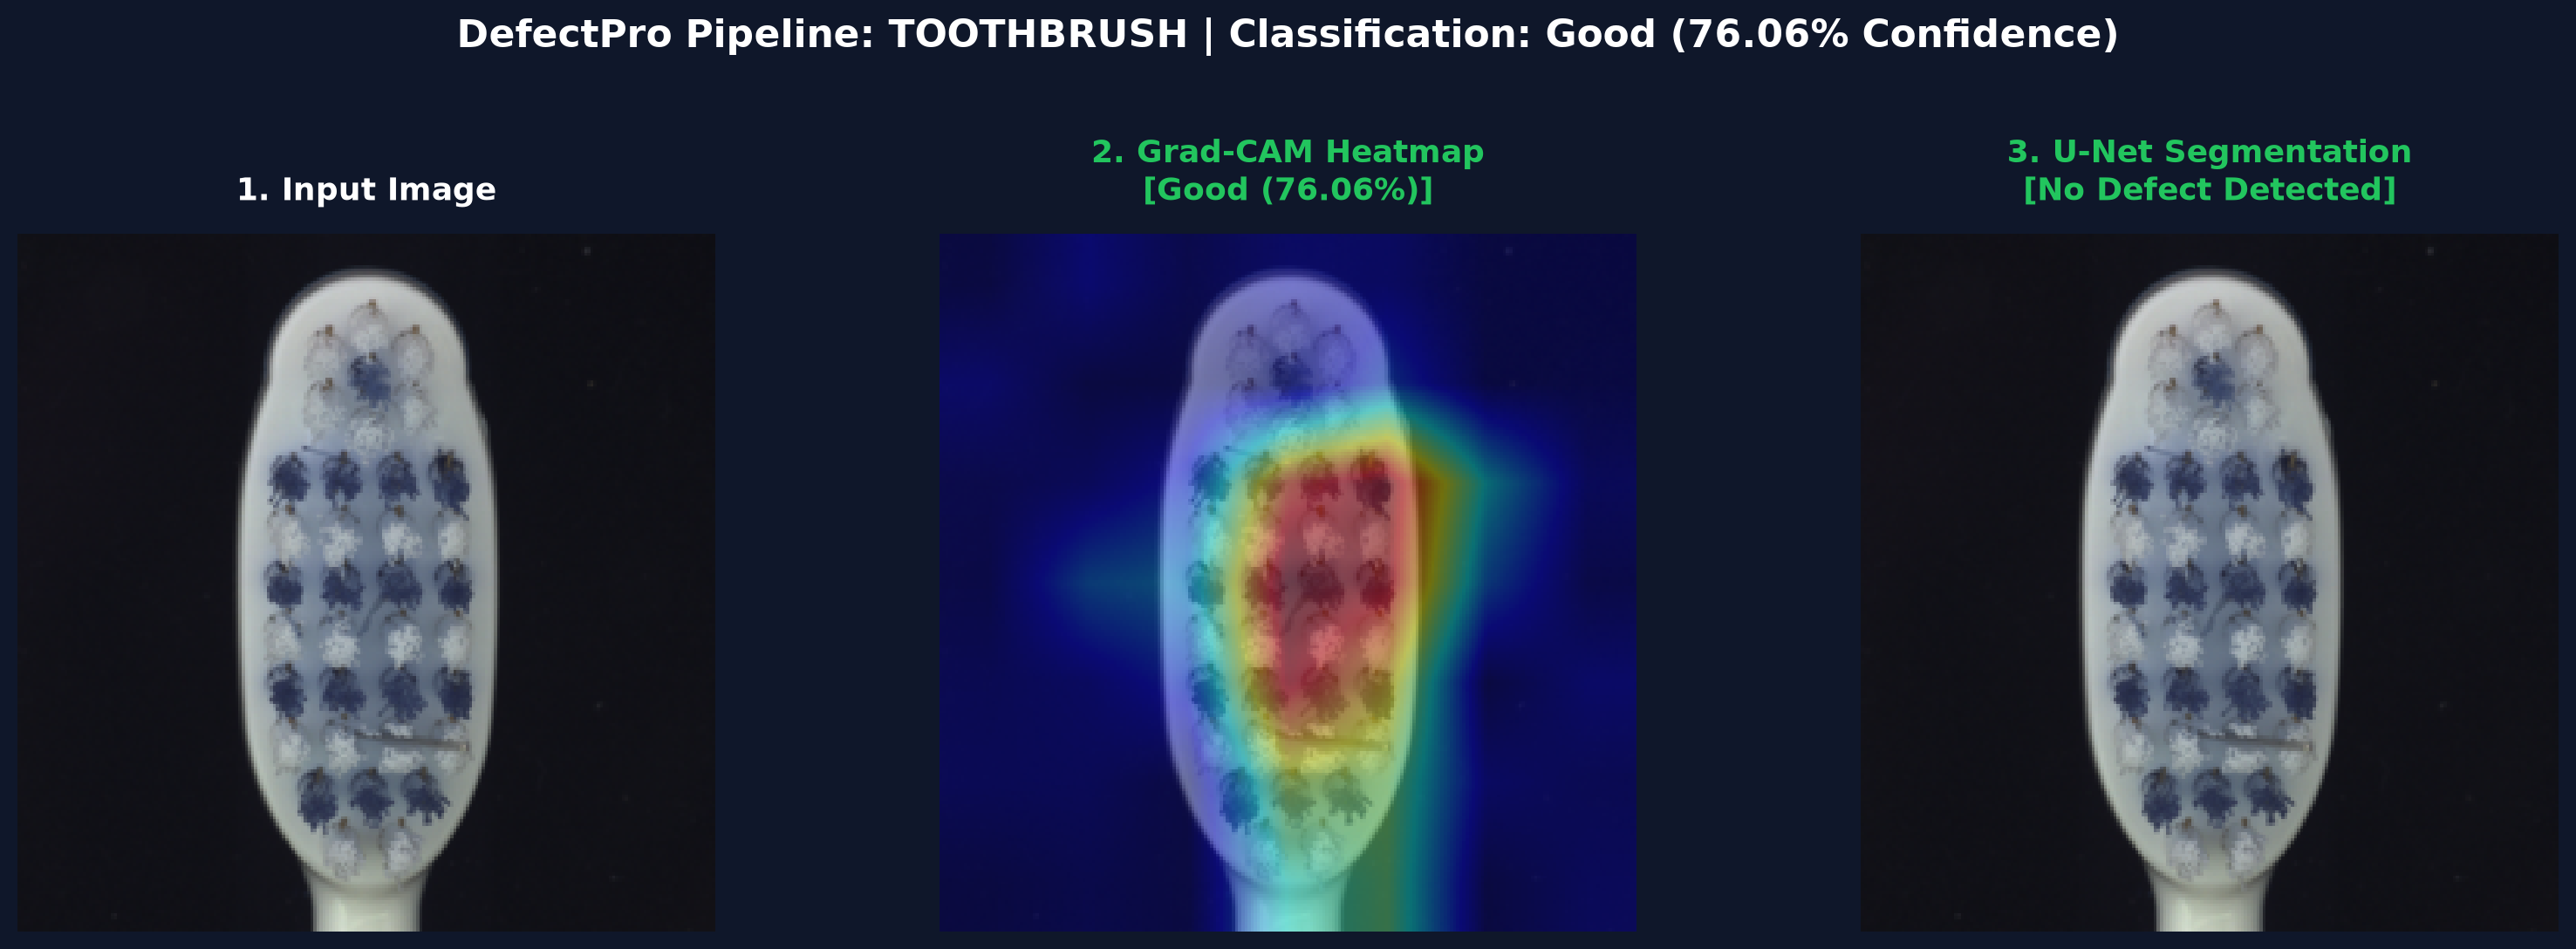 DefectPro Pipeline: TOOTHBRUSH | Classification: Good (76.06% Confidence)
1. Input Image
2. Grad-CAM Heatmap
[Good (76.06%)]
3. U-Net Segmentation
[No Defect Detected]